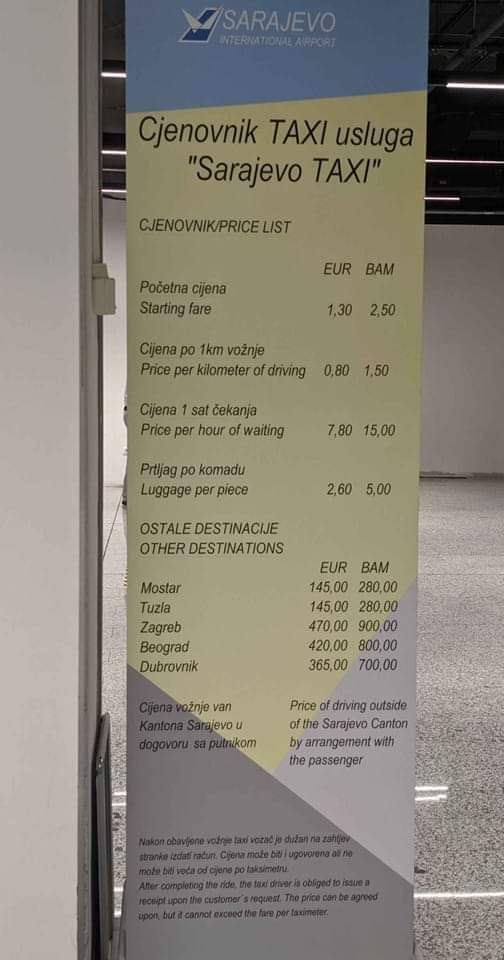 SARAJEVO
INTERNATIONAL AIRPORT
Cjenovnik TAXI usluga
"Sarajevo TAXI"
CJENOVNIK/PRICE LIST
EUR BAM
Početna cijena
Starting fare 1,30 2,50
Cijena po 1km vožnje
Price per kilometer of driving 0,80 1,50
Cijena 1 sat čekanja
Price per hour of waiting 7,80 15,00
Prtljag po komadu
Luggage per piece 2,60 5,00
OSTALE DESTINACIJE
OTHER DESTINATIONS
EUR BAM
Mostar 145,00 280,00
Tuzla 145,00 280,00
Zagreb 470,00 900,00
Beograd 420,00 800,00
Dubrovnik 365,00 700,00
Cijena vožnje van
Kantona Sarajevo u
dogovoru sa putnikom
Price of driving outside
of the Sarajevo Canton
by arrangement with
the passenger
Nakon obavljene vožnje taxi vozač je dužan na zahtjev
stranke izdati račun. Cijena može biti i ugovorena ali ne
može biti veća od cijene po taksimetru.
After completing the ride, the taxi driver is obliged to issue a
receipt upon the customer´s request. The price can be agreed
upon, but it cannot exceed the fare per taximeter.